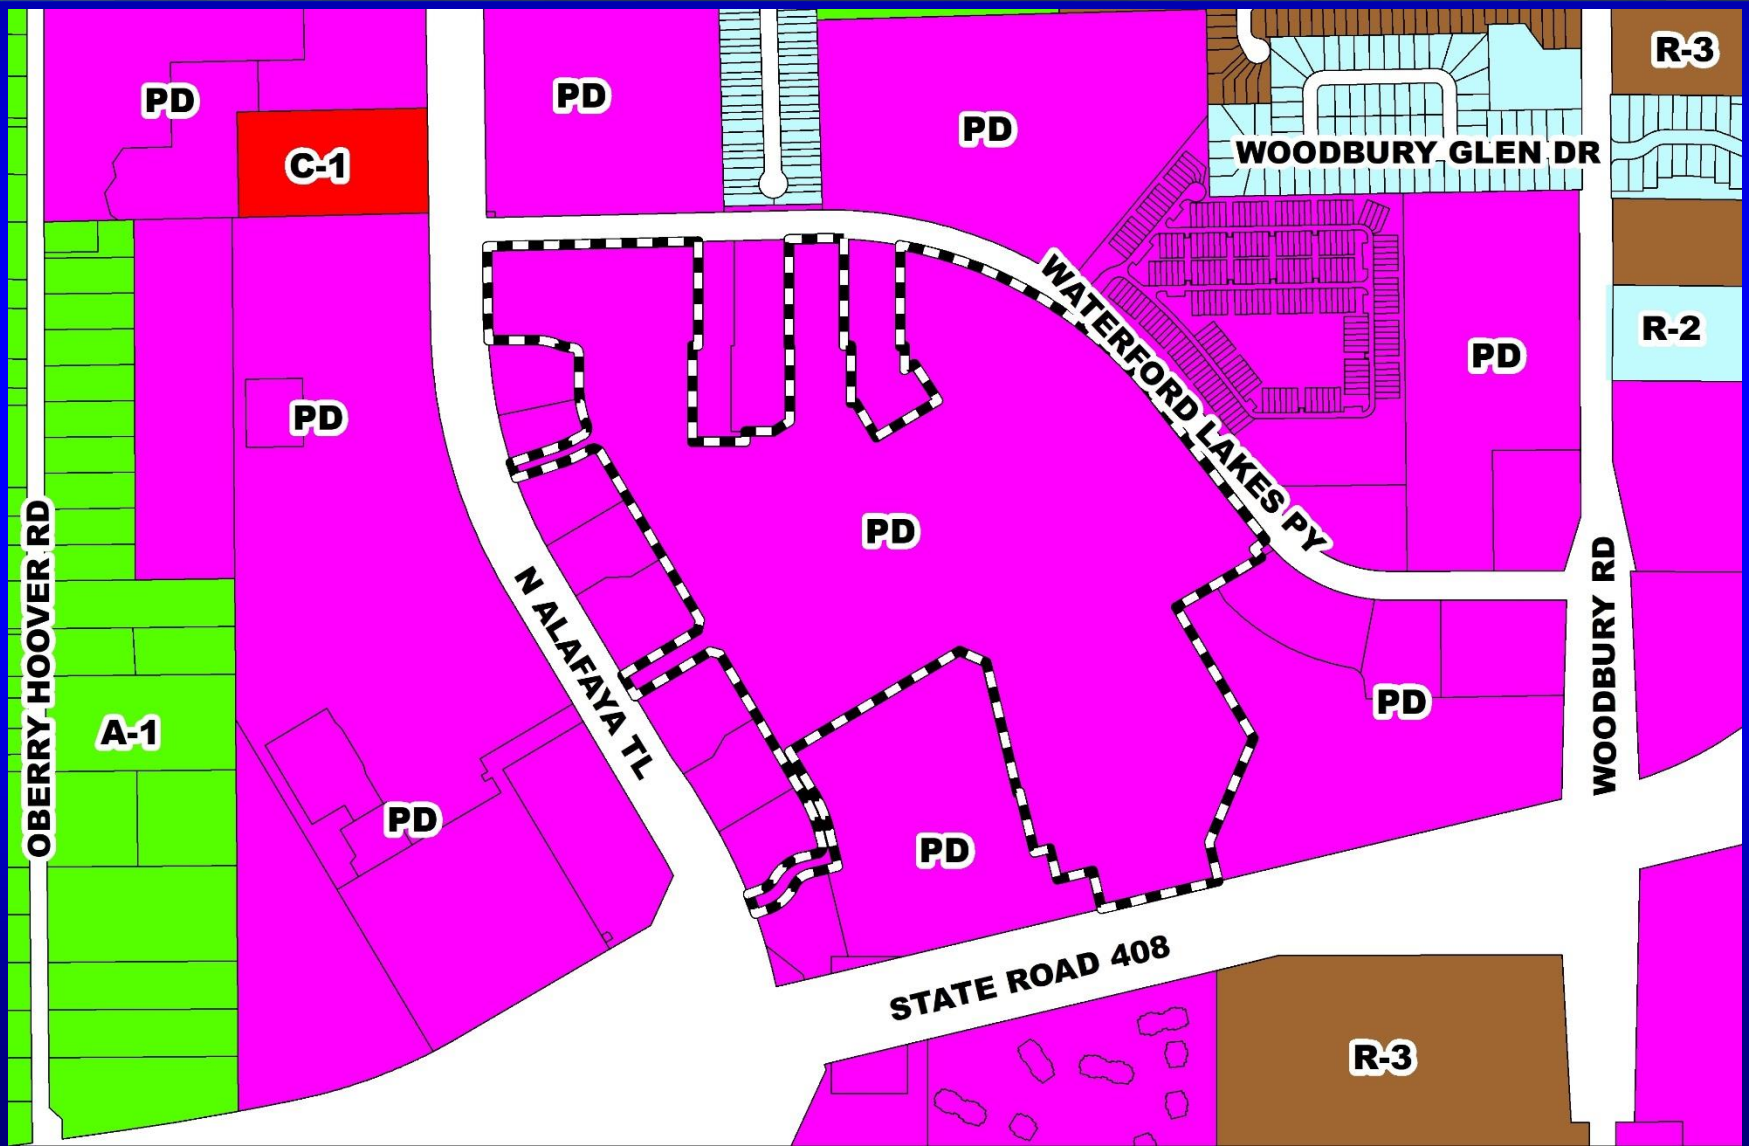 R-3
PD
PD
PD
C-1
WOODBURY GLEN DR
WATERFORD LAKES PY
R-2
PD
PD
PD
OBERRY HOOVER RD
N ALAFAYA TL
WOODBURY RD
PD
A-1
PD
PD
STATE ROAD 408
R-3